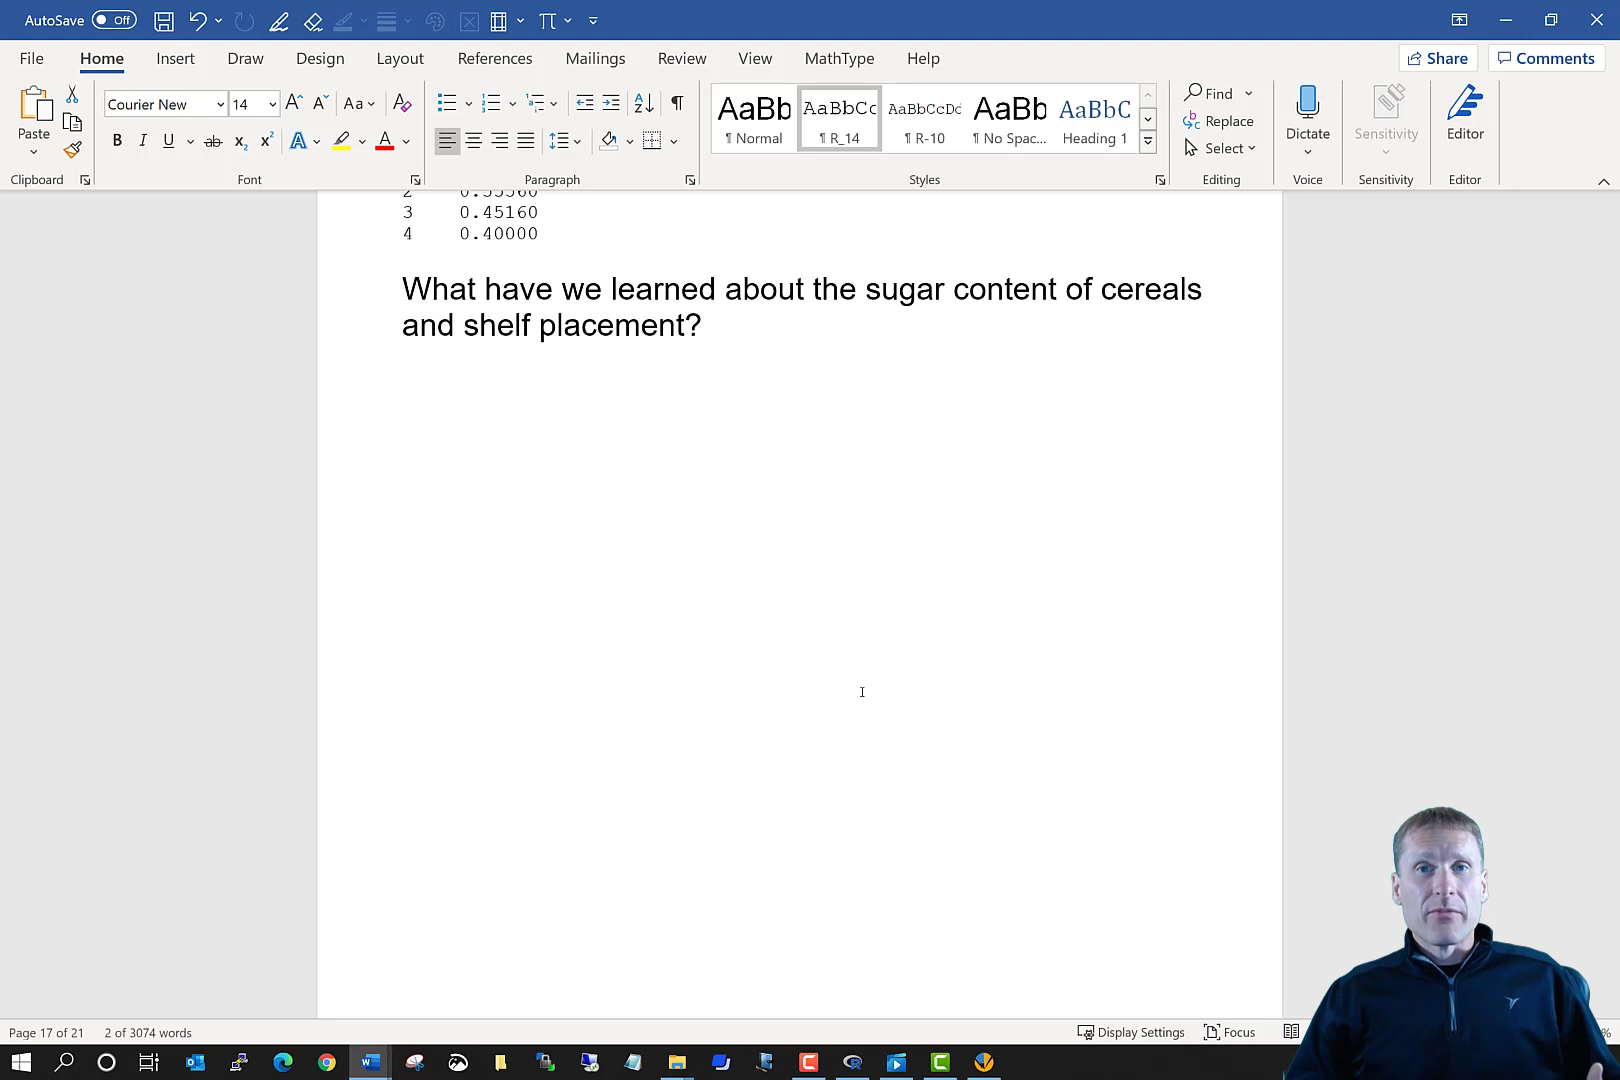 AutoSave Off
File Home Insert Draw Design Layout References Mailings Review View MathType Help Share Comments
Paste
Clipboard
Courier New 14
Font
Paragraph
AaBb AaBbCc AaBbCcDd AaBb AaBbC
¶ Normal ¶ R_14 ¶ R-10 ¶ No Spac... Heading 1
Styles
Find
Replace
Select
Editing
Dictate
Voice
Sensitivity
Sensitivity
Editor
Editor
3 0.45160
4 0.40000
What have we learned about the sugar content of cereals
and shelf placement?
Page 17 of 21 2 of 3074 words Display Settings Focus